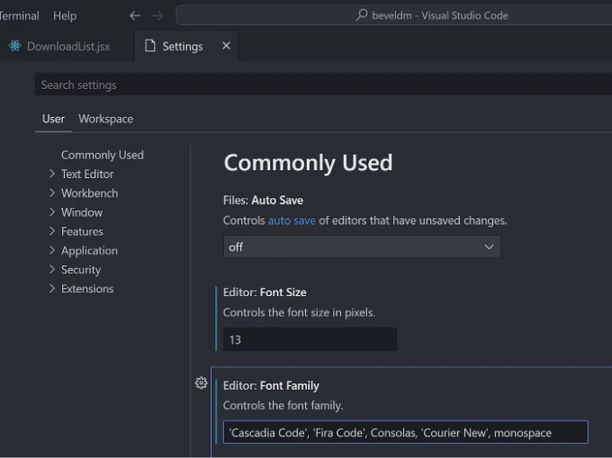 Terminal Help
beveldm - Visual Studio Code
DownloadList.jsx Settings
Search settings
User Workspace
Commonly Used
Text Editor
Workbench
Window
Features
Application
Security
Extensions
Commonly Used
Files: Auto Save
Controls auto save of editors that have unsaved changes.
off
Editor: Font Size
Controls the font size in pixels.
13
Editor: Font Family
Controls the font family.
'Cascadia Code', 'Fira Code', Consolas, 'Courier New', monospace